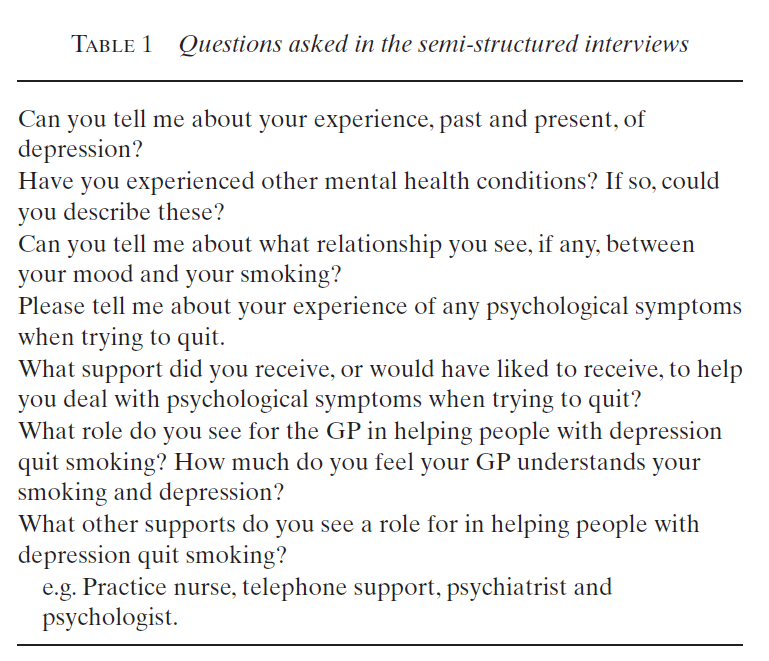 TABLE 1 Questions asked in the semi-structured interviews
Can you tell me about your experience, past and present, of
depression?
Have you experienced other mental health conditions? If so, could
you describe these?
Can you tell me about what relationship you see, if any, between
your mood and your smoking?
Please tell me about your experience of any psychological symptoms
when trying to quit.
What support did you receive, or would have liked to receive, to help
you deal with psychological symptoms when trying to quit?
What role do you see for the GP in helping people with depression
quit smoking? How much do you feel your GP understands your
smoking and depression?
What other supports do you see a role for in helping people with
depression quit smoking?
e.g. Practice nurse, telephone support, psychiatrist and
psychologist.